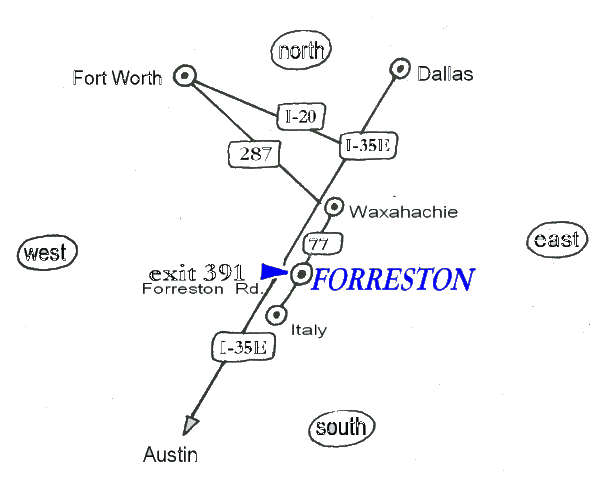 north
Fort Worth
Dallas
I-20
I-35E
287
Waxahachie
77
west
east
exit 391
Forreston Rd.
FORRESTON
Italy
I-35E
south
Austin